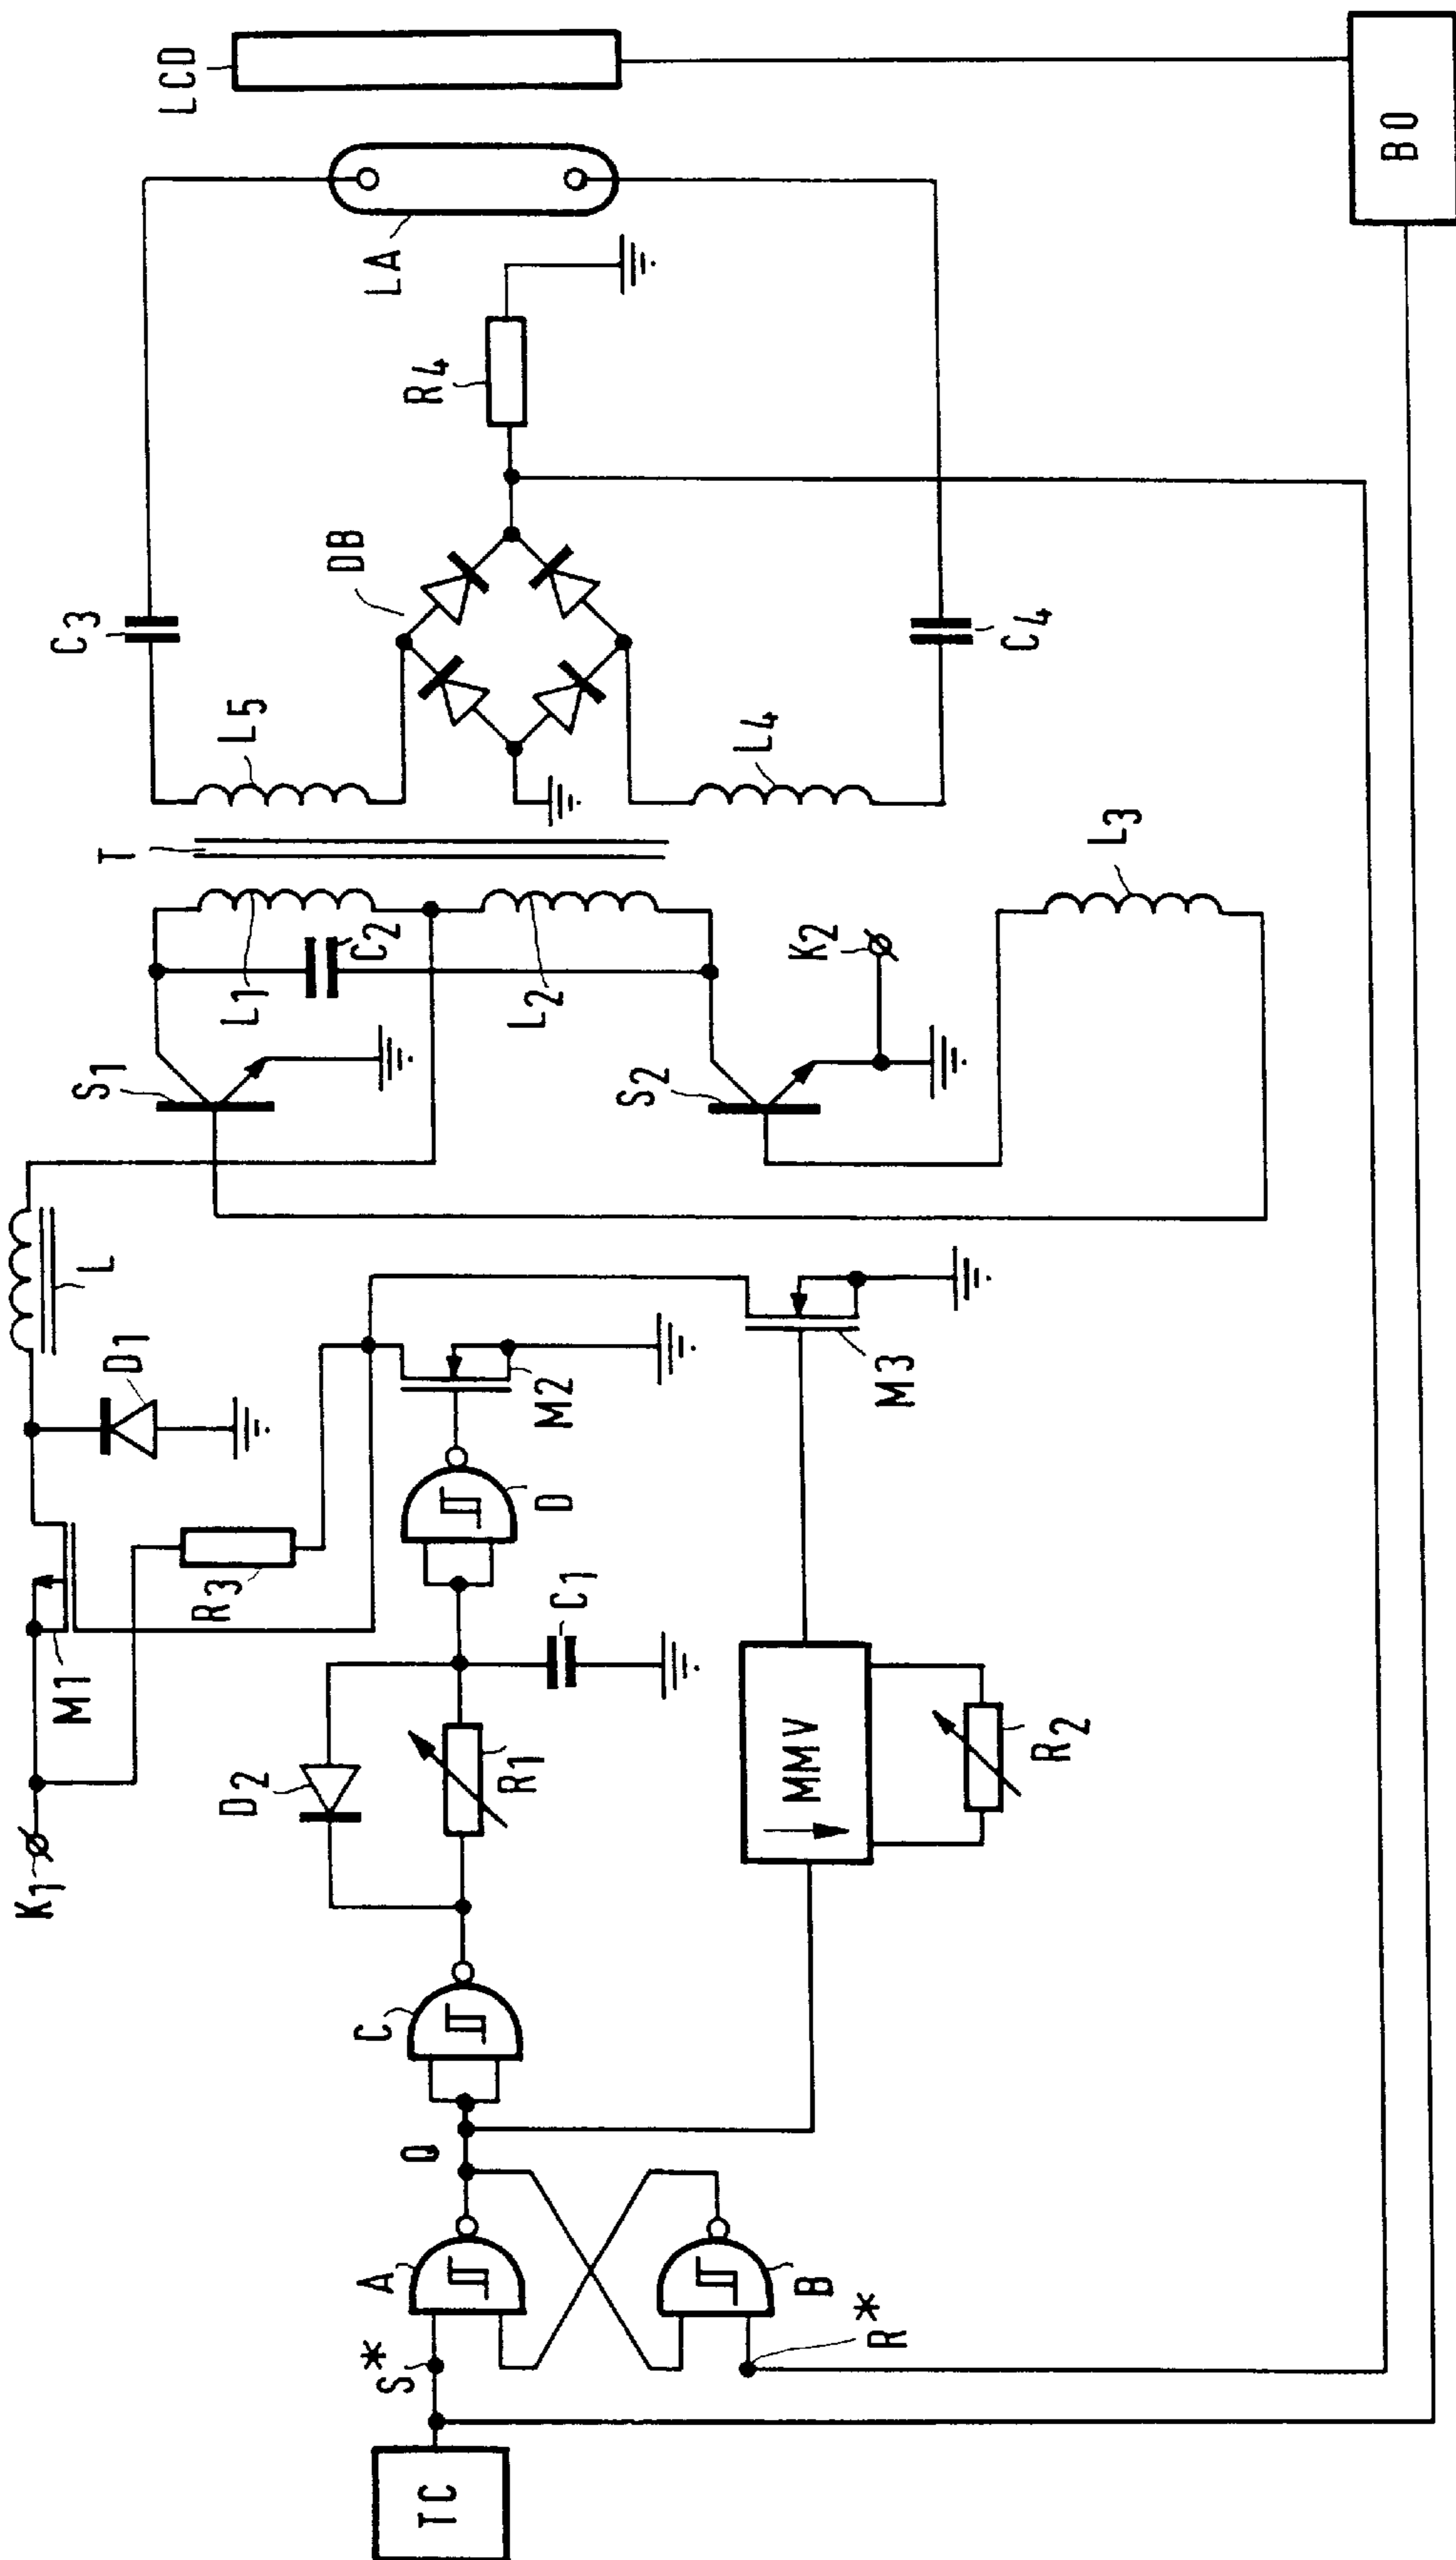 K1
M1
D1
L
R3
D2
R1
C1
D
M2
M3
MMV
R2
TC
S*
A
Q
C
B
R*
S1
S2
K2
L1
C2
L2
L3
T
L5
L4
C3
DB
C4
R4
LA
LCD
BO